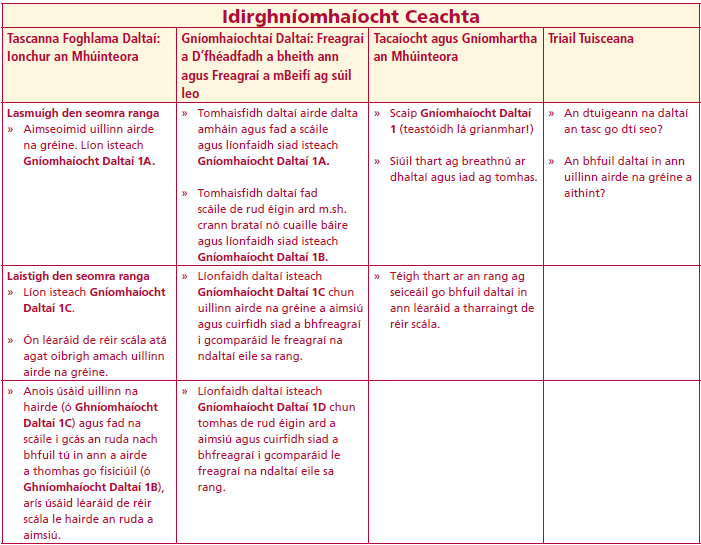 Idirghníomhaíocht Ceachta
Tascanna Foghlama Daltaí:
Ionchur an Mhúinteora
Gníomhaíochtaí Daltaí: Freagraí
a D'fhéadfadh a bheith ann
agus Freagraí a mBeifí ag súil
leo
Tacaíocht agus Gníomhartha
an Mhúinteora
Triail Tuisceana
Lasmuigh den seomra ranga
» Aimseoimid uillinn airde
na gréine. Líon isteach
Gníomhaíocht Daltaí 1A.
» Tomhaisfidh daltaí airde dalta
amháin agus fad a scáile
agus líonfaidh siad isteach
Gníomhaíocht Daltaí 1A.
» Tomhaisfidh daltaí fad
scáile de rud éigin ard m.sh.
crann brataí nó cuaille báire
agus líonfaidh siad isteach
Gníomhaíocht Daltaí 1B.
» Scaip Gníomhaíocht Daltaí
1 (teastóidh lá grianmhar!)
» Siúil thart ag breathnú ar
dhaltaí agus iad ag tomhas.
» An dtuigeann na daltaí
an tasc go dtí seo?
» An bhfuil daltaí in ann
uillinn airde na gréine a
aithint?
Laistigh den seomra ranga
» Líon isteach Gníomhaíocht
Daltaí 1C.
» Ón léaráid de réir scála atá
agat oibrigh amach uillinn
airde na gréine.
» Líonfaidh daltaí isteach
Gníomhaíocht Daltaí 1C chun
uillinn airde na gréine a aimsiú
agus cuirfidh siad a bhfreagraí
i gcomparáid le freagraí na
ndaltaí eile sa rang.
» Téigh thart ar an rang ag
seiceáil go bhfuil daltaí in
ann léaráid a tharraingt de
réir scála.
» Anois úsáid uillinn na
hairde (ó Ghníomhaíocht
Daltaí 1C) agus fad na
scáile i gcás an ruda nach
bhfuil tú in ann a airde
a thomhas go fisiciúil (ó
Ghníomhaíocht Daltaí 1B),
arís úsáid léaráid de réir
scála le hairde an ruda a
aimsiú.
» Líonfaidh daltaí isteach
Gníomhaíocht Daltaí 1D chun
tomhas de rud éigin ard a
aimsiú agus cuirfidh siad a
bhfreagraí i gcomparáid le
freagraí na ndaltaí eile sa
rang.